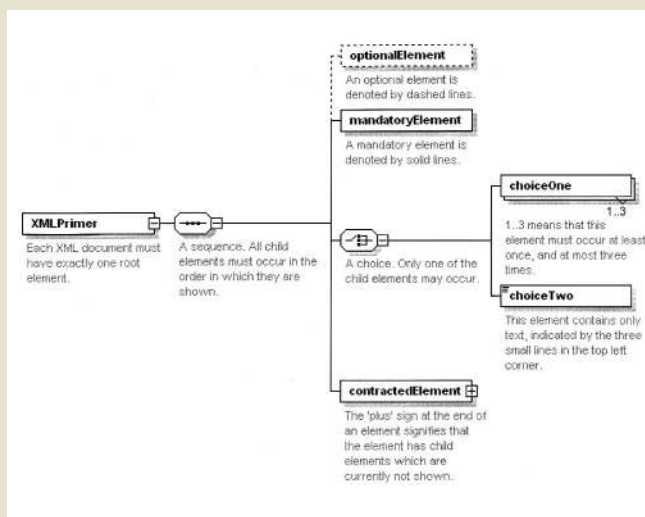 optionalElement
An optional element is
denoted by dashed lines.
mandatoryElement
A mandatory element is
denoted by solid lines.
XMLPrimer
Each XML document must
have exactly one root
element.
A sequence. All child
elements must occur in the
order in which they are
shown.
A choice. Only one of the
child elements may occur.
choiceOne
1..3
1..3 means that this
element must occur at least
once, and at most three
times.
choiceTwo
This element contains only
text, indicated by the three
small lines in the top left
corner.
contractedElement
The 'plus' sign at the end of
an element signifies that
the element has child
elements which are
currently not shown.